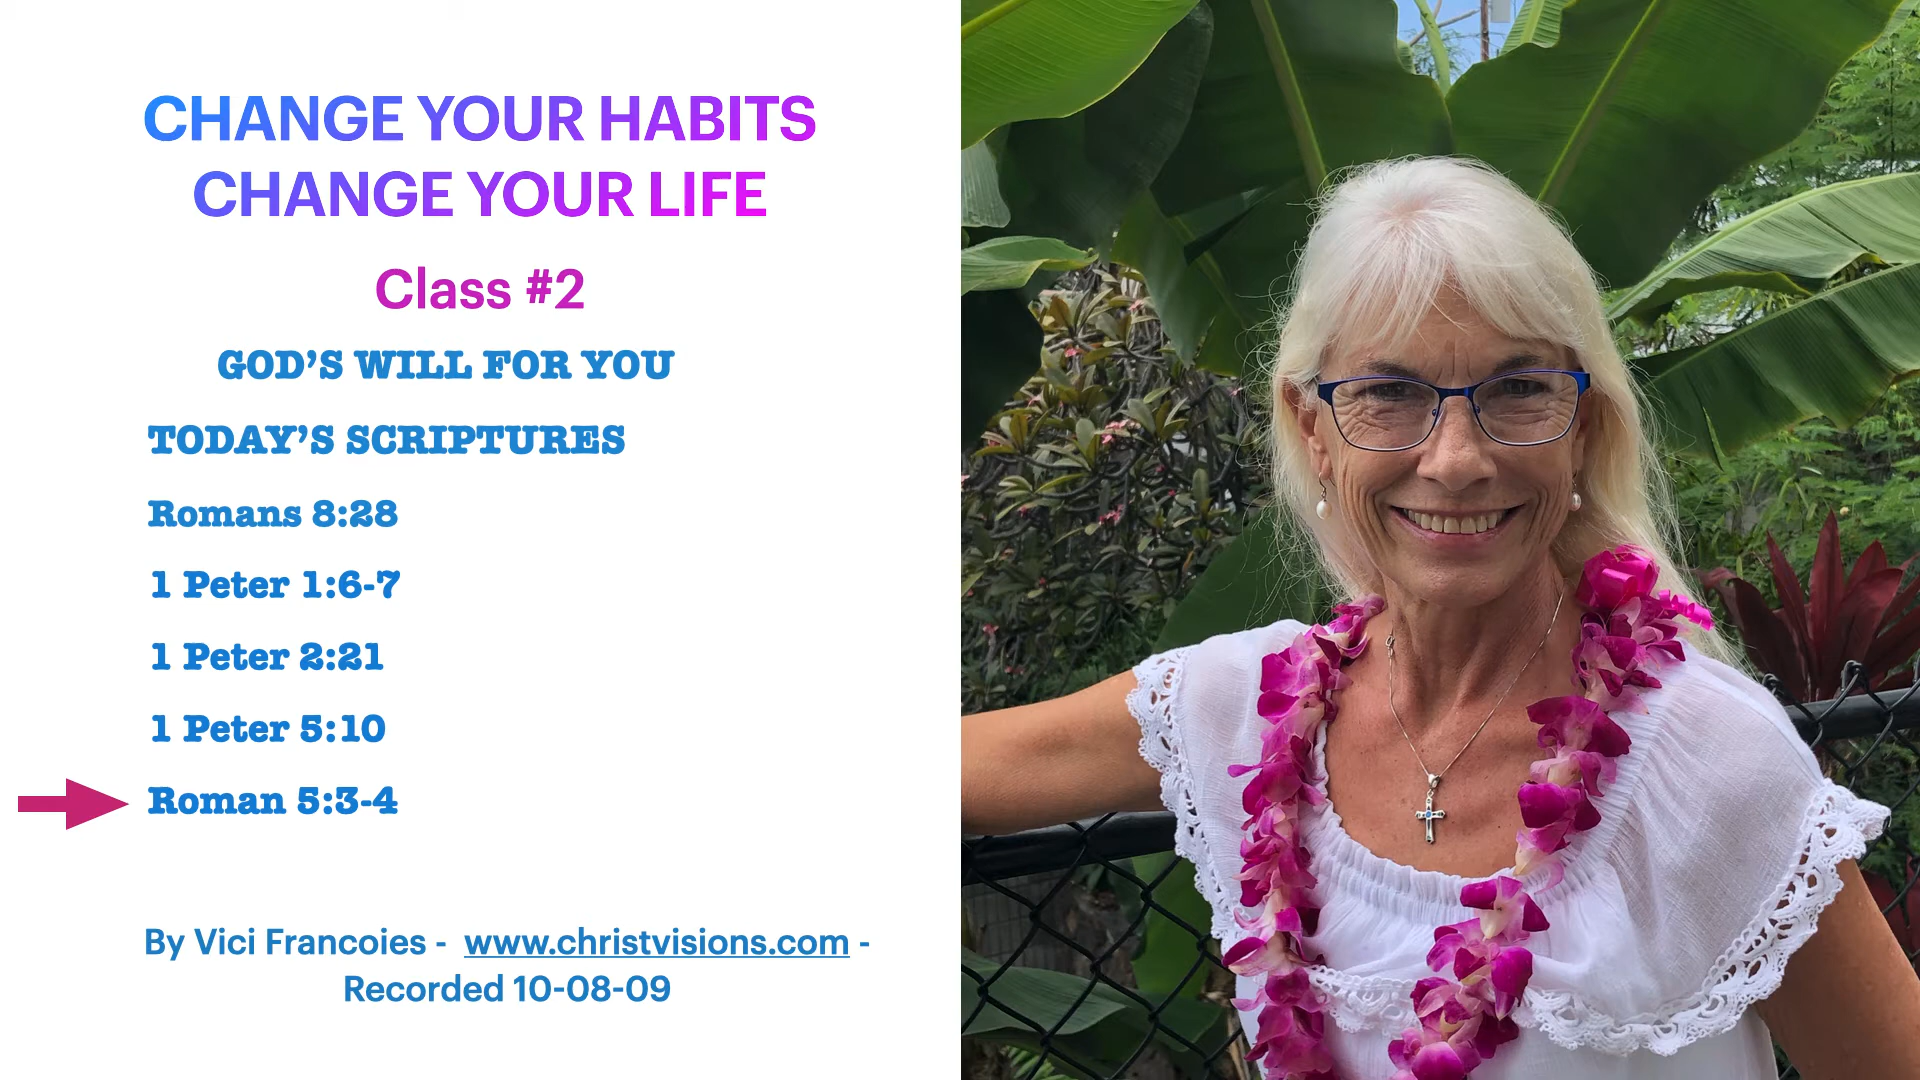 CHANGE YOUR HABITS
CHANGE YOUR LIFE
Class #2
GOD’S WILL FOR YOU
TODAY’S SCRIPTURES
Romans 8:28
1 Peter 1:6-7
1 Peter 2:21
1 Peter 5:10
Roman 5:3-4
By Vici Francoies - www.christvisions.com -
Recorded 10-08-09